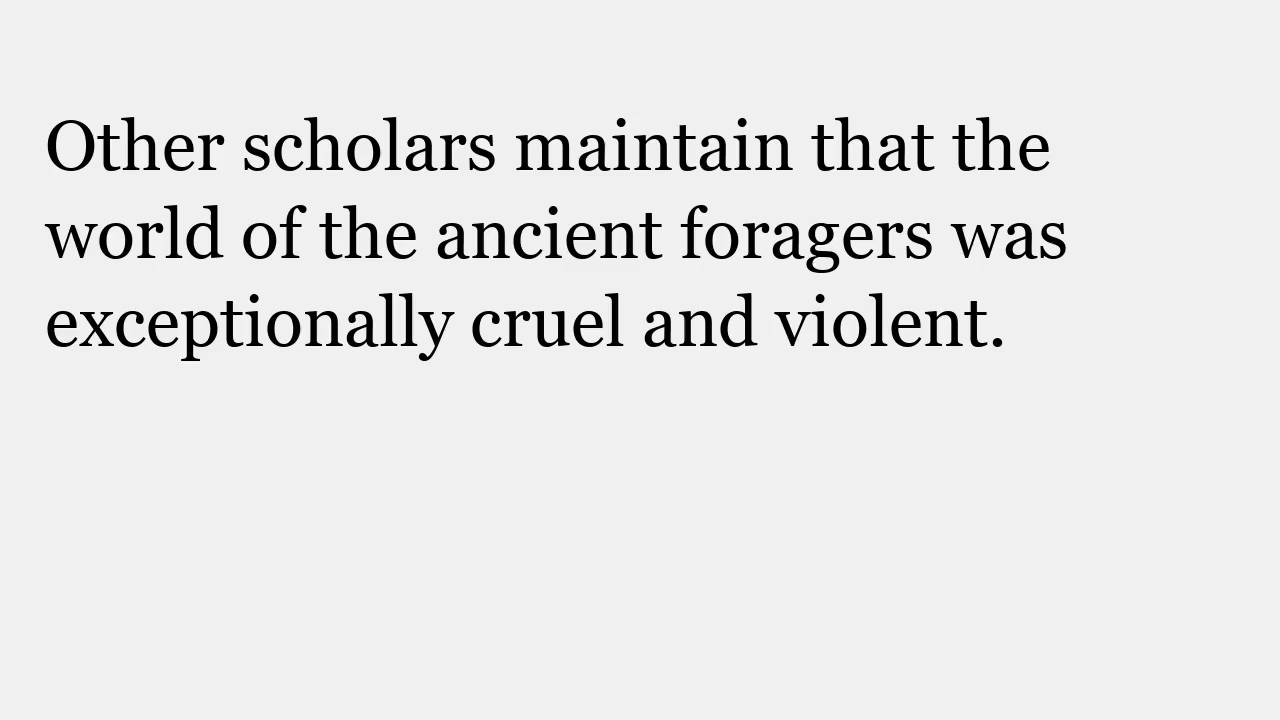 Other scholars maintain that the
world of the ancient foragers was
exceptionally cruel and violent.